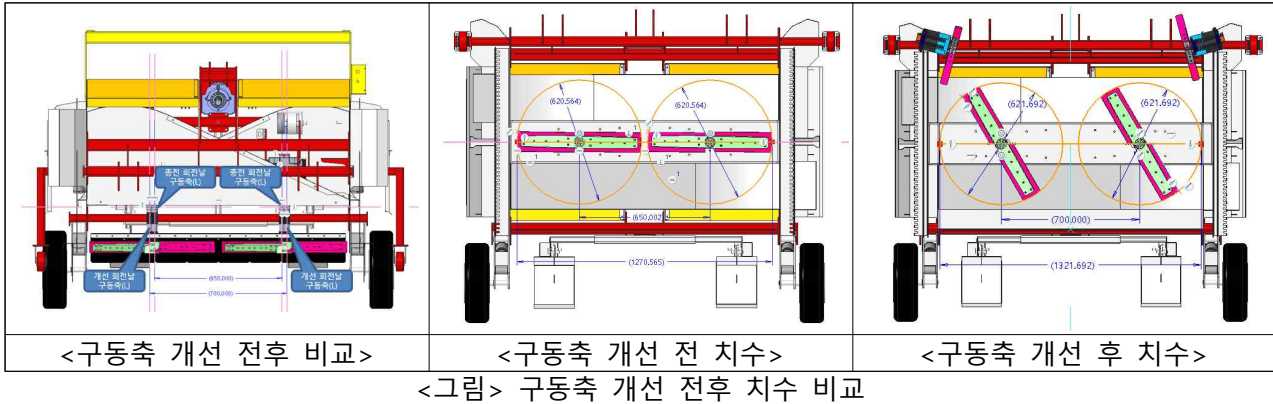 종전 회전날
구동축(L)
종전 회전날
구동축(L)
개선 회전날
구동축(L)
개선 회전날
구동축(L)
(650.000)
(700.000)
<구동축 개선 전후 비교>
(620.564)
(620.564)
(650.002)
(1270.565)
<구동축 개선 전 치수>
(621.692)
(621.692)
(700.000)
(1321.692)
<구동축 개선 후 치수>
<그림> 구동축 개선 전후 치수 비교